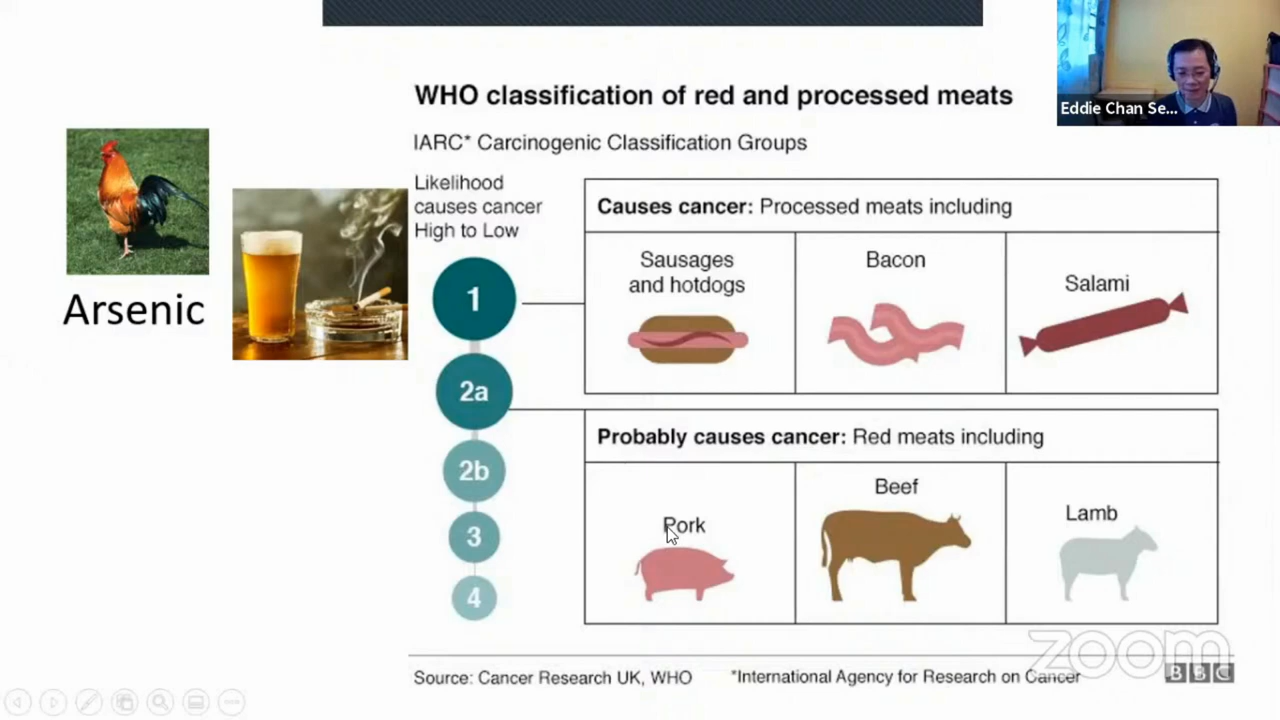 Eddie Chan Se...
WHO classification of red and processed meats
IARC* Carcinogenic Classification Groups
Likelihood
causes cancer
High to Low
Arsenic
1
2a
2b
3
4
Causes cancer: Processed meats including
Sausages
and hotdogs
Bacon
Salami
Probably causes cancer: Red meats including
Pork
Beef
Lamb
zoom
Source: Cancer Research UK, WHO
*International Agency for Research on Cancer
BBC